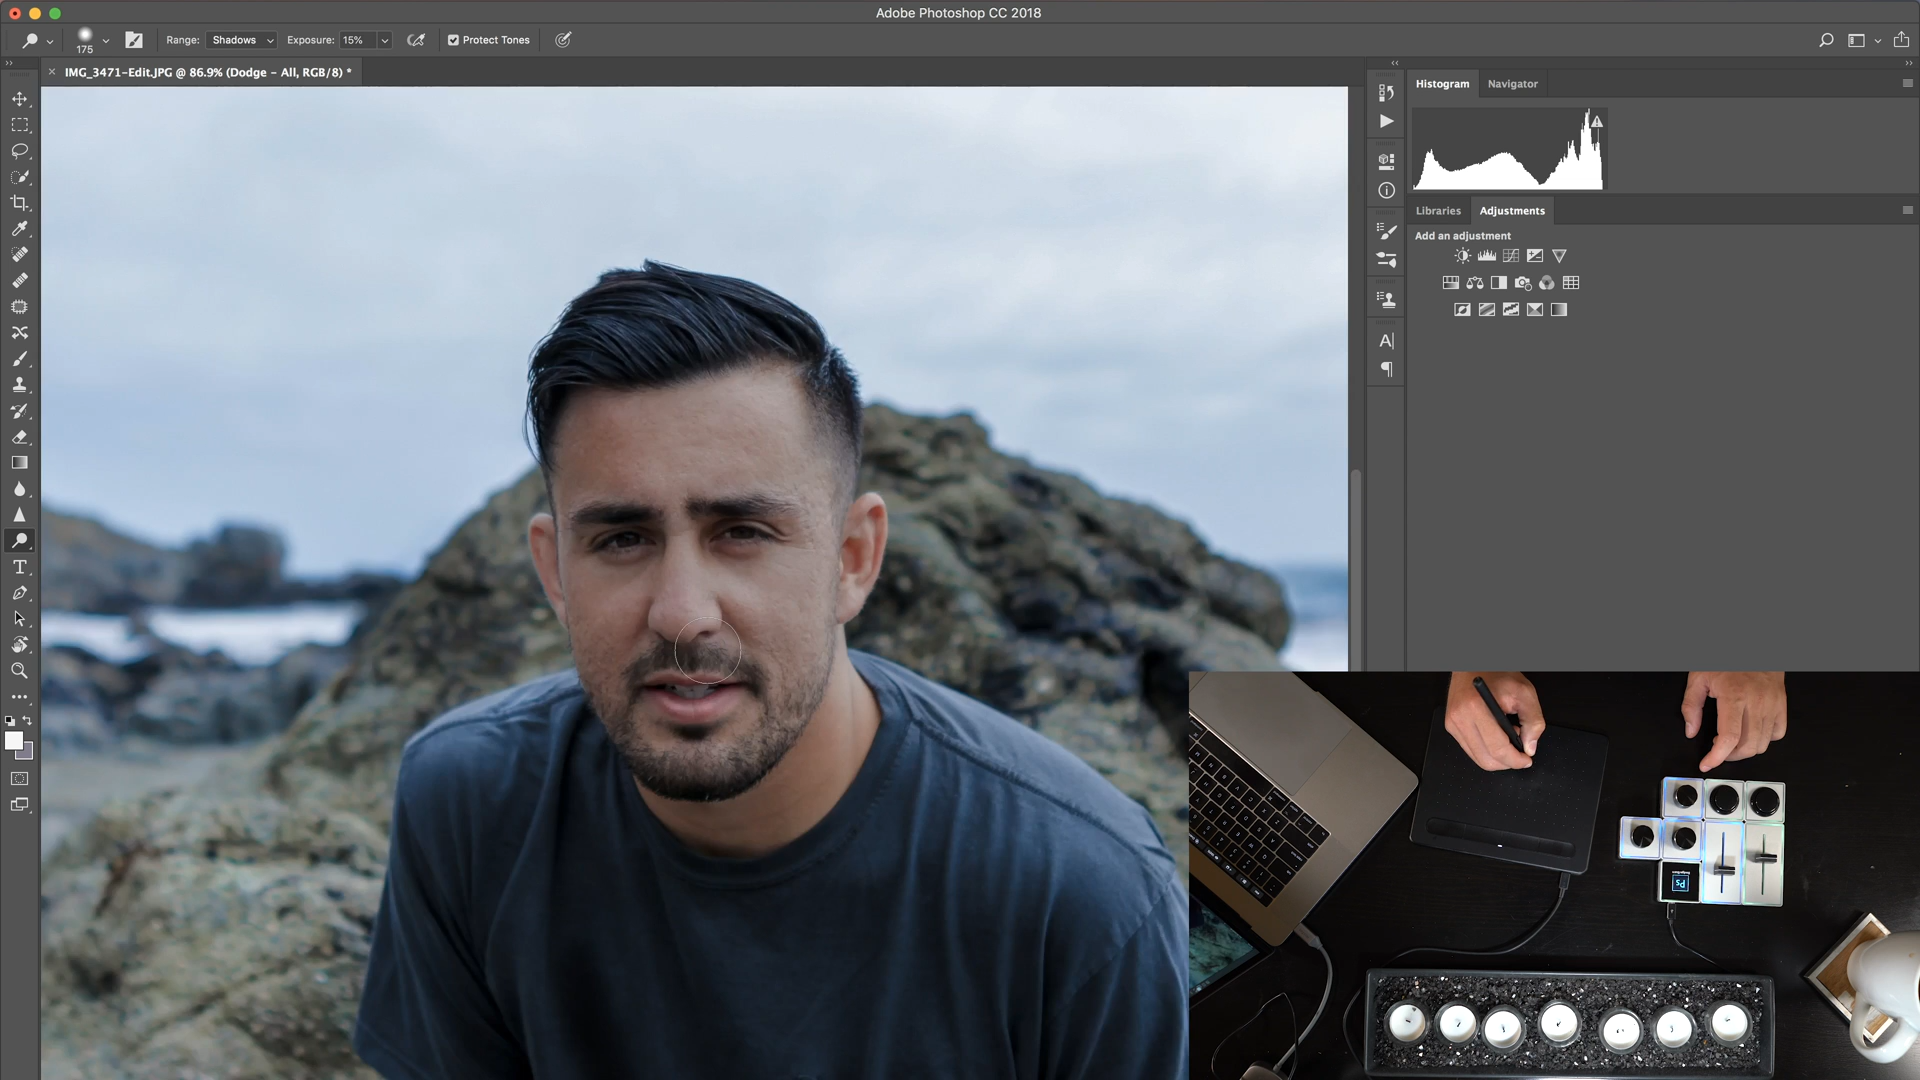 Adobe Photoshop CC 2018
175
Range: Shadows Exposure: 15% Protect Tones
IMG_3471-Edit.JPG @ 86.9% (Dodge - All, RGB/8) *
Histogram Navigator
Libraries Adjustments
Add an adjustment